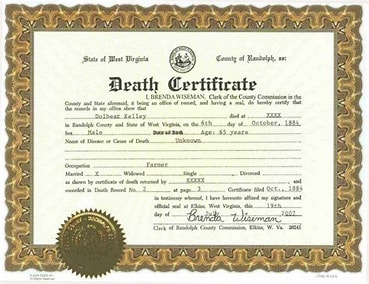 State of West Virginia County of Randolph, ss:
Death Certificate
I, BRENDA WISEMAN, Clerk of the County Commission in the
County and State aforesaid, it being an office of record, and having a seal, do hereby certify that
the records in my office show that
Dolbear Kelley died at XXXX
in Randolph County and State of West Virginia, on the 6th day of October, 1884
Sex Male Age: 65 years
Name of Disease or Cause of Death Unknown
Occupation Farmer
Married X Widowed Single Divorced
as shown by certificate of death returned by XXXXX and
recorded in Death Record No. 2 at page 3 Certificate filed Oct., 1884
In testimony whereof, I have hereunto affixed my signature and
official seal at Elkins, West Virginia, this 19th
day of 2007
Brenda Wiseman
Clerk of Randolph County Commission, Elkins, W. Va. 26241